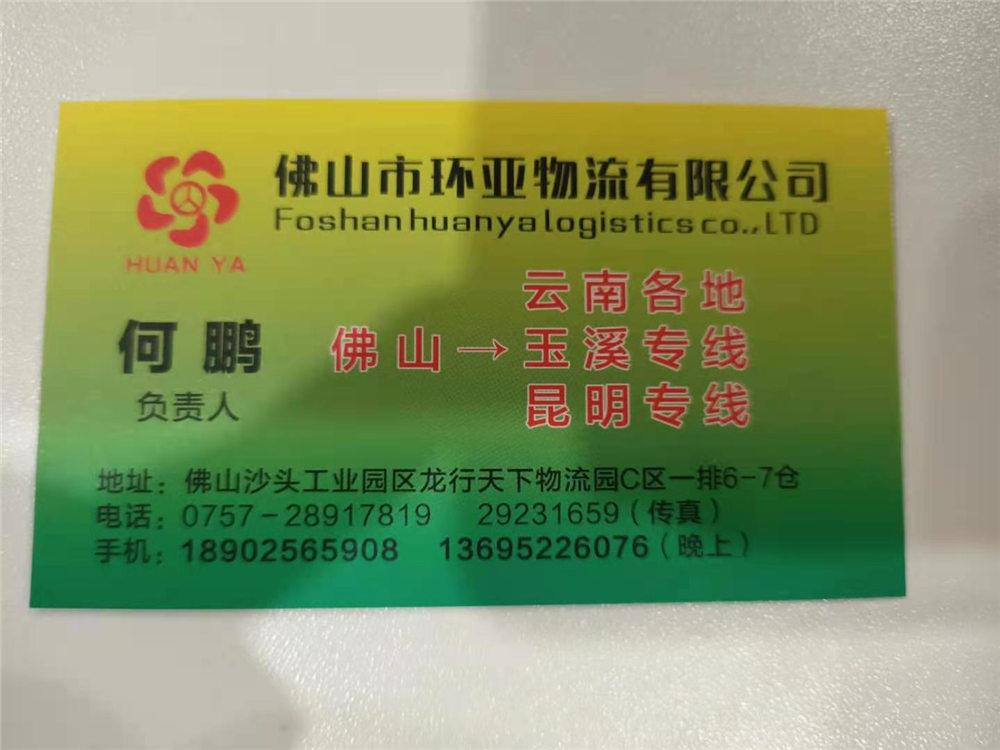 佛山市环亚物流有限公司
Foshan huanya logistics co.,LTD
HUAN YA
云南各地
何鹏
佛山→玉溪专线
负责人
昆明专线
地址：佛山沙头工业园区龙行天下物流园C区一排6-7仓
电话：0757-28917819 29231659（传真）
手机：18902565908 13695226076（晚上）